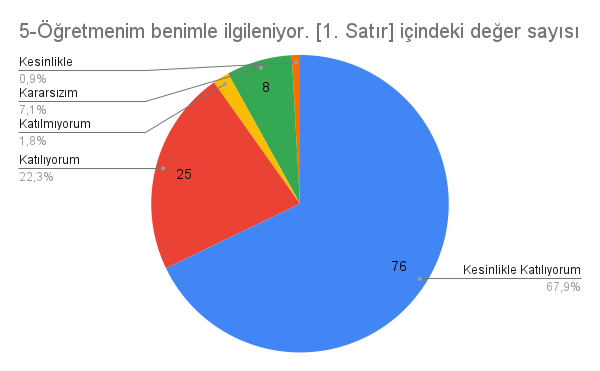 5-Öğretmenim benimle ilgileniyor. [1. Satır] içindeki değer sayısı
Kesinlikle
0,9%
Kararsızım
7,1%
Katılmıyorum
1,8%
Katılıyorum
22,3%
8
25
76
Kesinlikle Katılıyorum
67,9%